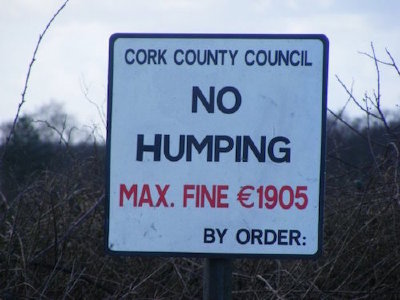 CORK COUNTY COUNCIL
NO
HUMPING
MAX. FINE €1905
BY ORDER: